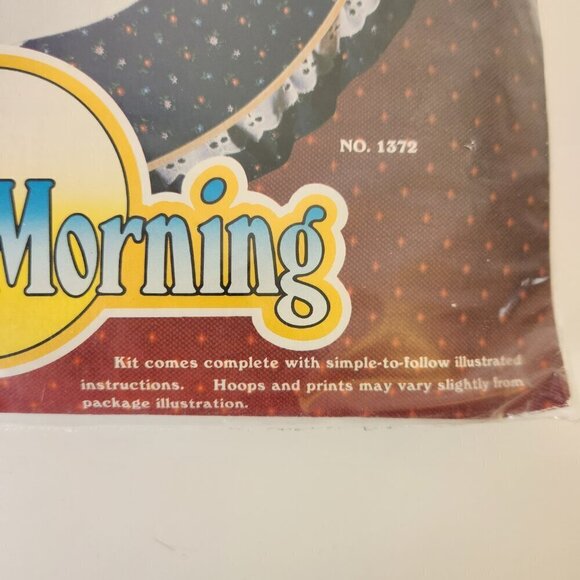 NO. 1372
Morning
Kit comes complete with simple-to-follow illustrated
instructions. Hoops and prints may vary slightly from
package illustration.